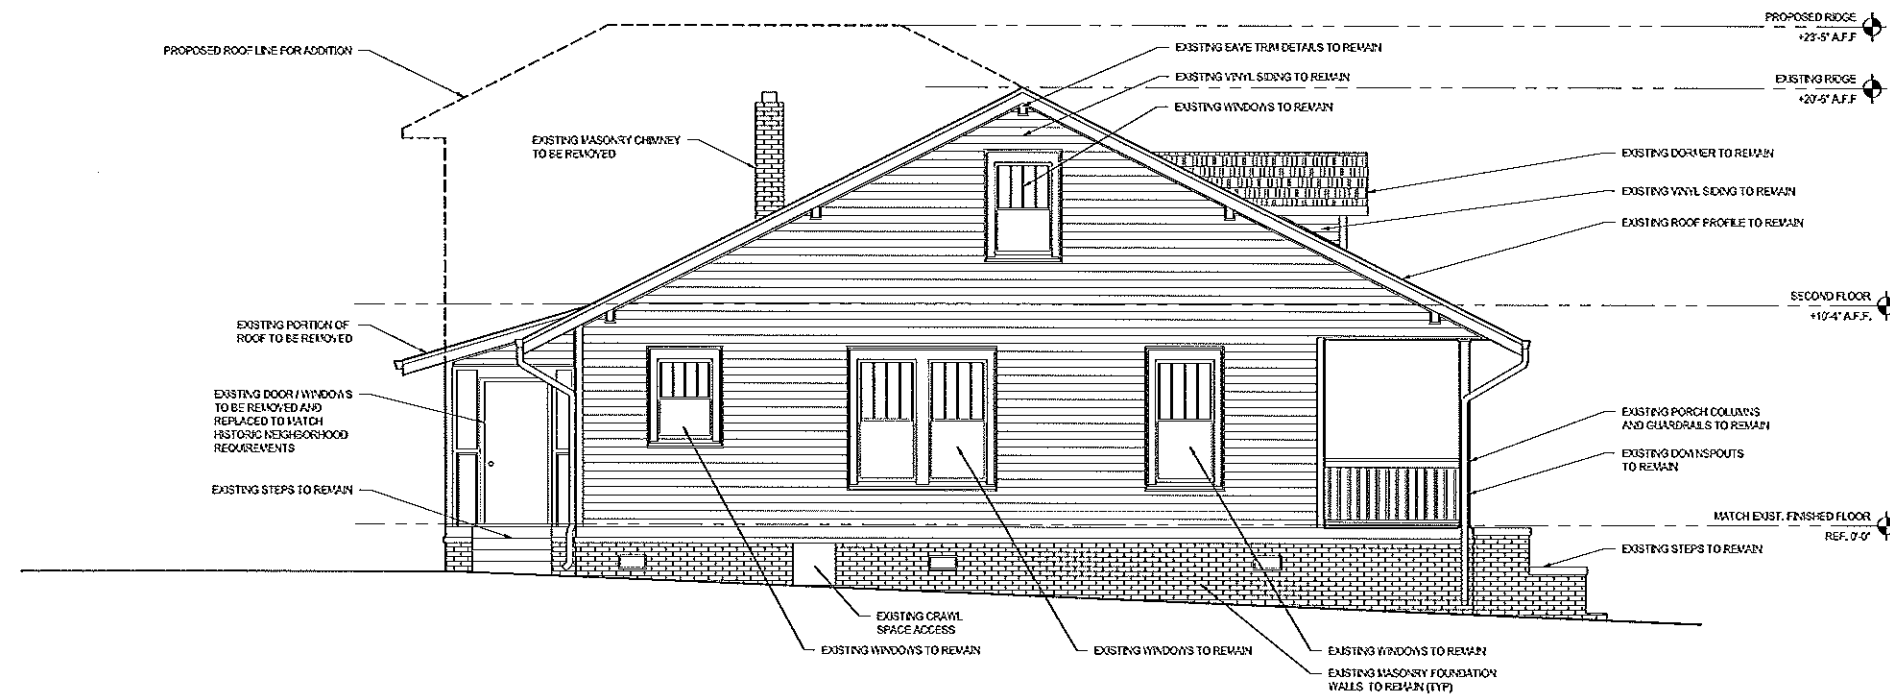 PROPOSED RIDGE
+23'-5" A.F.F
PROPOSED ROOF LINE FOR ADDITION
EXISTING EAVE TRIM DETAILS TO REMAIN
EXISTING VINYL SIDING TO REMAIN
EXISTING RIDGE
+20'-6" A.F.F
EXISTING WINDOWS TO REMAIN
EXISTING MASONRY CHIMNEY
TO BE REMOVED
EXISTING DORMER TO REMAIN
EXISTING VINYL SIDING TO REMAIN
EXISTING ROOF PROFILE TO REMAIN
SECOND FLOOR
+10'-4" A.F.F.
EXISTING PORTION OF
ROOF TO BE REMOVED
EXISTING DOOR / WINDOWS
TO BE REMOVED AND
REPLACED TO MATCH
HISTORIC NEIGHBORHOOD
REQUIREMENTS
EXISTING PORCH COLUMNS
AND GUARDRAILS TO REMAIN
EXISTING DOWNSPOUTS
TO REMAIN
EXISTING STEPS TO REMAIN
MATCH EXIST. FINISHED FLOOR
REF. 0'-0"
EXISTING STEPS TO REMAIN
EXISTING CRAWL
SPACE ACCESS
EXISTING WINDOWS TO REMAIN
EXISTING WINDOWS TO REMAIN
EXISTING WINDOWS TO REMAIN
EXISTING MASONRY FOUNDATION
WALLS TO REMAIN (TYP)